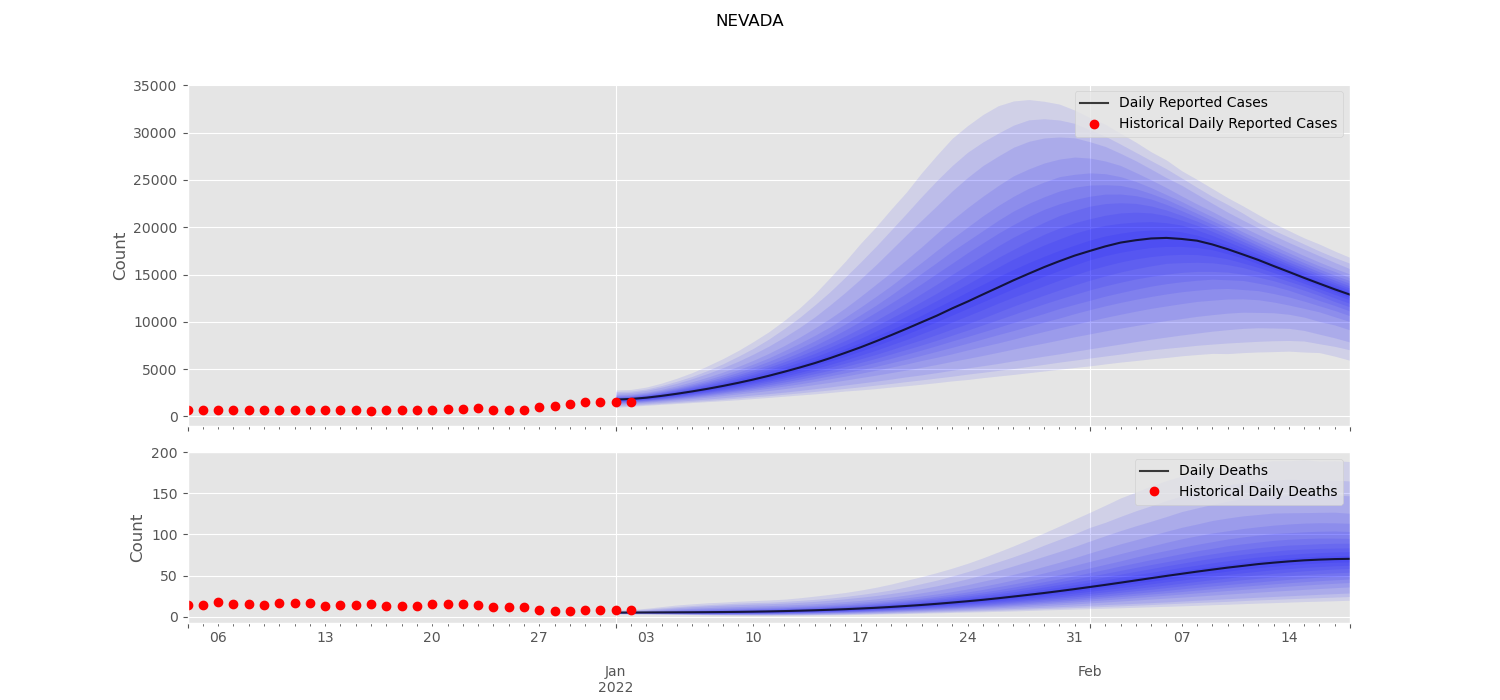 NEVADA
35000
30000
25000
20000
15000
10000
5000
0
Count
Daily Reported Cases
Historical Daily Reported Cases
200
150
100
50
0
Count
Daily Deaths
Historical Daily Deaths
06 13 20 27 03 10 17 24 31 07 14
Jan Feb
2022